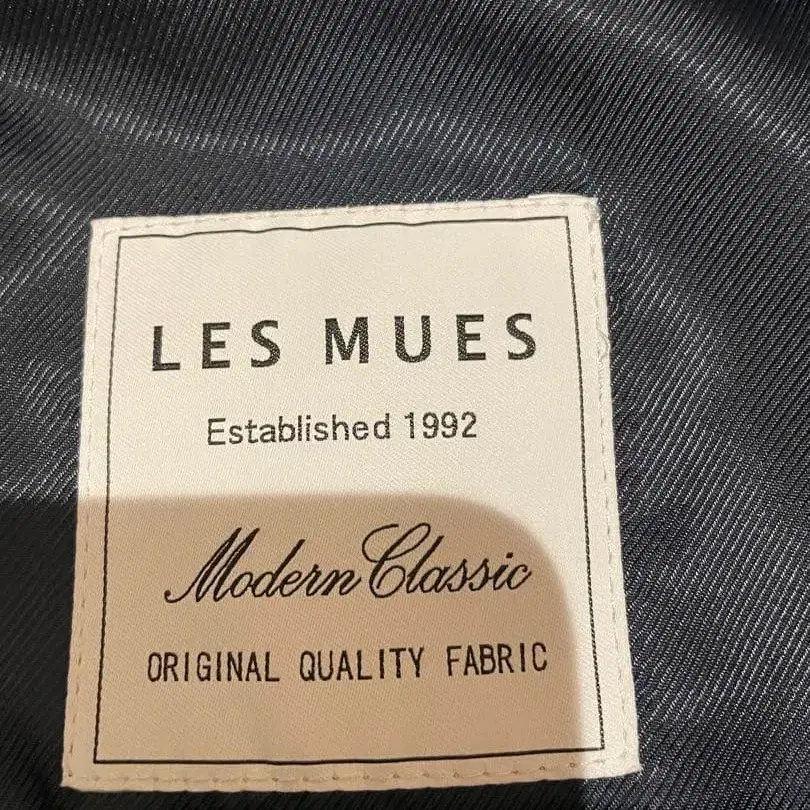 LES MUES
Established 1992
Modern Classic
ORIGINAL QUALITY FABRIC